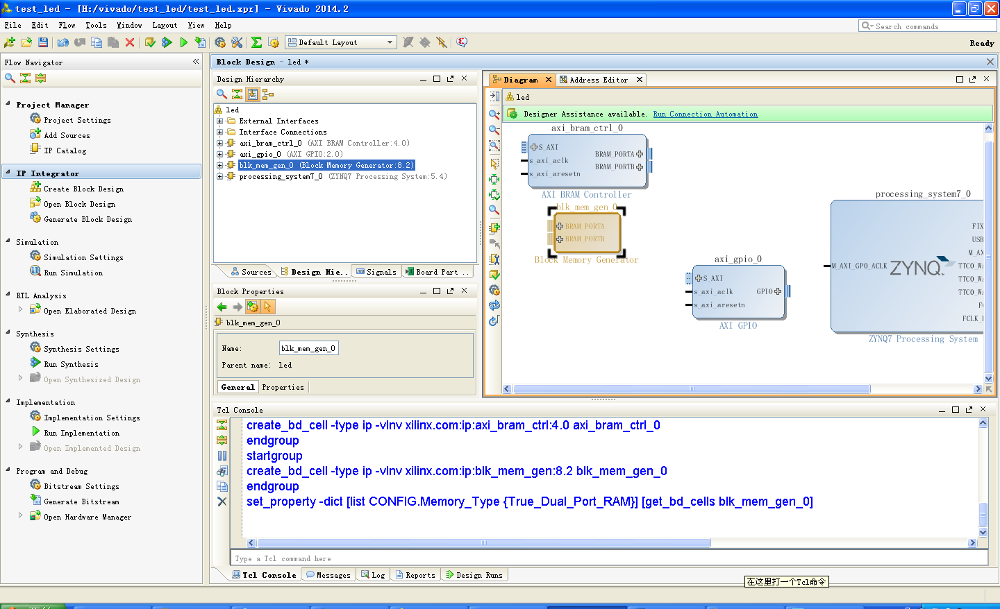 test_led - [H:/vivado/test_led/test_led.xpr] - Vivado 2014.2
File Edit Flow Tools Window Layout View Help
Search commands
Default Layout
Ready
Flow Navigator
Project Manager
Project Settings
Add Sources
IP Catalog
IP Integrator
Create Block Design
Open Block Design
Generate Block Design
Simulation
Simulation Settings
Run Simulation
RTL Analysis
Open Elaborated Design
Synthesis
Synthesis Settings
Run Synthesis
Open Synthesized Design
Implementation
Implementation Settings
Run Implementation
Open Implemented Design
Program and Debug
Bitstream Settings
Generate Bitstream
Open Hardware Manager
Block Design - led *
Design Hierarchy
led
External Interfaces
Interface Connections
axi_bram_ctrl_0 (AXI BRAM Controller:4.0)
axi_gpio_0 (AXI GPIO:2.0)
blk_mem_gen_0 (Block Memory Generator:8.2)
processing_system7_0 (ZYNQ7 Processing System:5.4)
Sources Design Hie.. Signals Board Part ..
Block Properties
blk_mem_gen_0
Name: blk_mem_gen_0
Parent name: led
General Properties
Diagram Address Editor
led
Designer Assistance available. Run Connection Automation
axi_bram_ctrl_0
S_AXI
s_axi_aclk
s_axi_aresetn
BRAM_PORTA
BRAM_PORTB
AXI BRAM Controller
blk_mem_gen_0
BRAM_PORTA
BRAM_PORTB
Block Memory Generator
axi_gpio_0
S_AXI
s_axi_aclk
s_axi_aresetn
GPIO
AXI GPIO
processing_system7_0
M_AXI_GP0_ACLK
ZYNQ
FIX
USB
M_AX
TTC0_W
TTC0_W
TTC0_W
F
FCLK_
ZYNQ7 Processing System
Tcl Console
create_bd_cell -type ip -vlnv xilinx.com:ip:axi_bram_ctrl:4.0 axi_bram_ctrl_0
endgroup
startgroup
create_bd_cell -type ip -vlnv xilinx.com:ip:blk_mem_gen:8.2 blk_mem_gen_0
endgroup
set_property -dict [list CONFIG.Memory_Type {True_Dual_Port_RAM}] [get_bd_cells blk_mem_gen_0]
Type a Tcl command here
Tcl Console Messages Log Reports Design Runs
在这里打一个Tcl命令